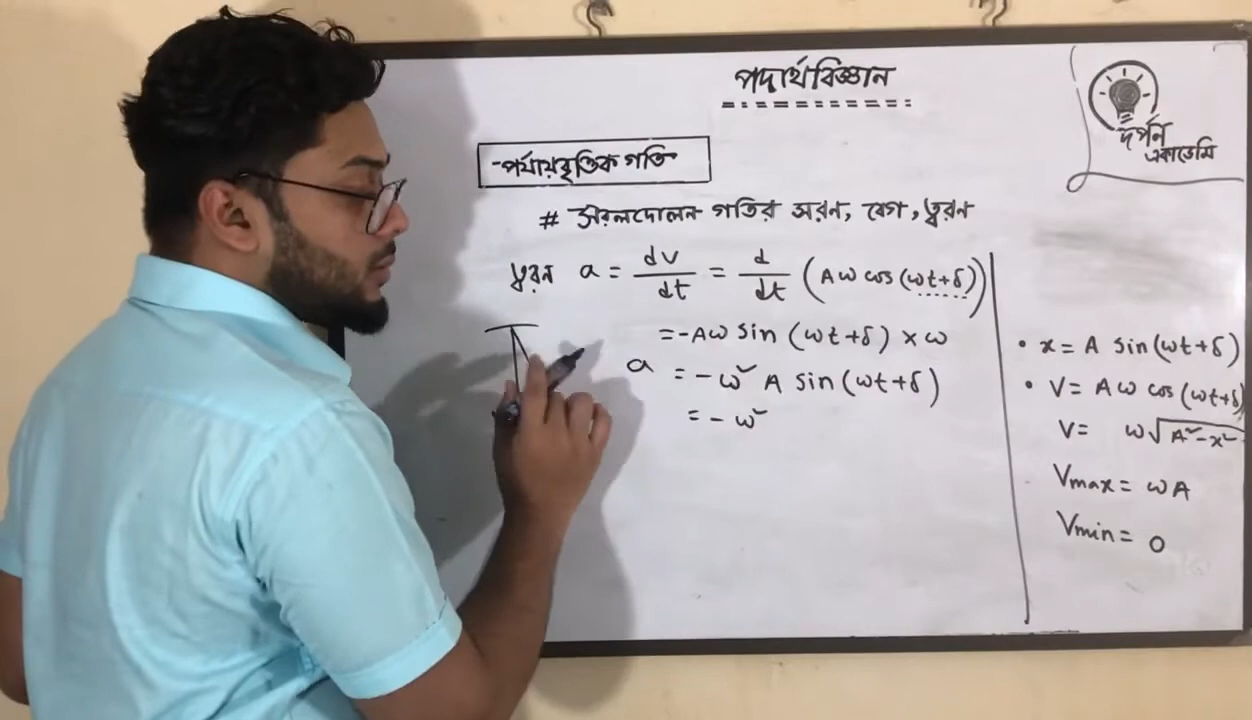 পদার্থবিজ্ঞান
দর্পন
একাডেমি
পর্যায়বৃত্তিক গতি
# সরলদোলন গতির সরন, বেগ, ত্বরন
ত্বরন a = dv/dt = d/dt (Aω cos(ωt+δ))
= -Aω sin (ωt+δ) × ω
a = -ω² A sin(ωt+δ)
= -ω²
• x = A sin(ωt+δ)
• V = Aω cos(ωt+δ)
V = ω√A²-x²
Vmax = ωA
Vmin = 0